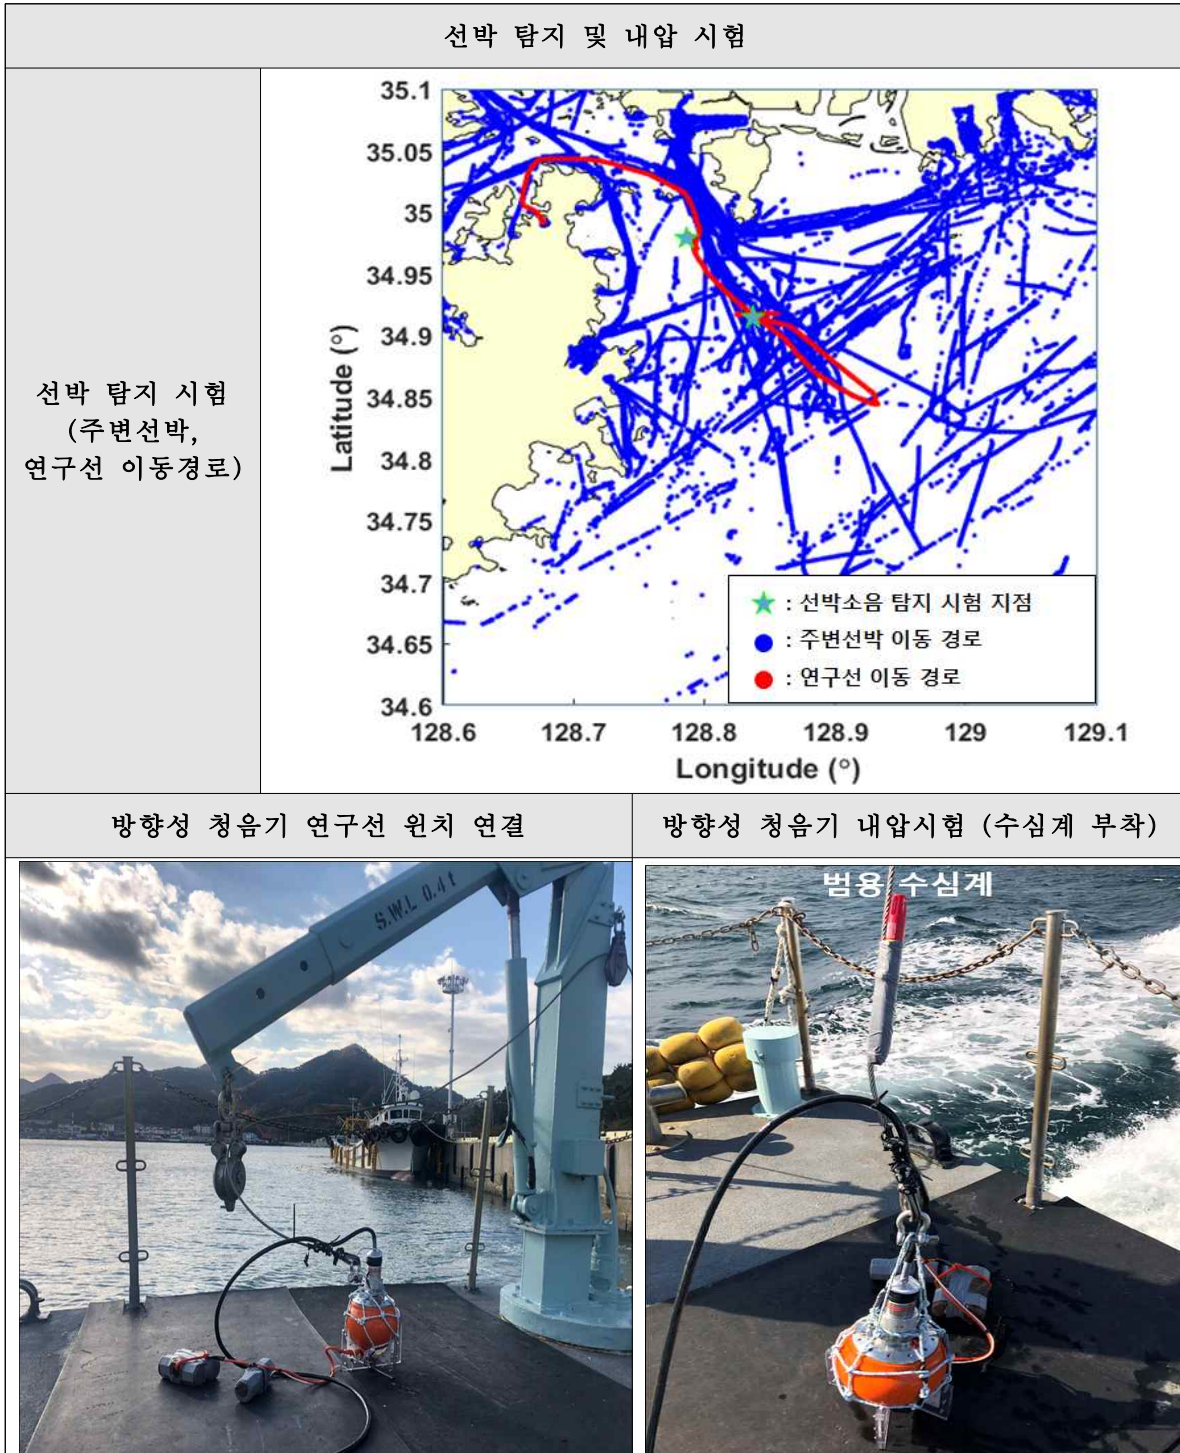 선박 탐지 및 내압 시험
선박 탐지 시험
(주변선박,
연구선 이동경로)
35.1
35.05
35
34.95
34.9
34.85
34.8
34.75
34.7
34.65
34.6
Latitude (°)
128.6 128.7 128.8 128.9 129 129.1
Longitude (°)
: 선박소음 탐지 시험 지점
: 주변선박 이동 경로
: 연구선 이동 경로
방향성 청음기 연구선 윈치 연결
방향성 청음기 내압시험 (수심계 부착)
S.W.L 0.4t
범용 수심계